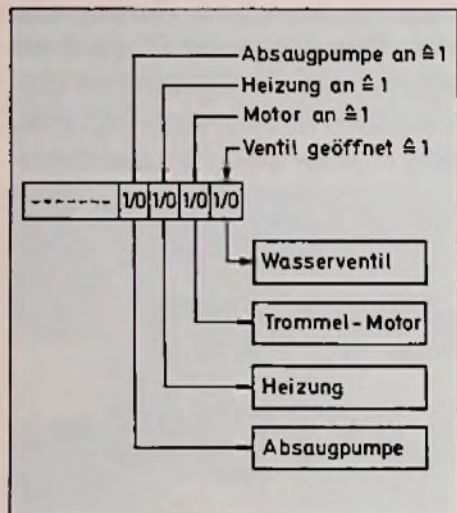 Absaugpumpe an ≙ 1
Heizung an ≙ 1
Motor an ≙ 1
Ventil geöffnet ≙ 1
1/0 1/0 1/0 1/0
Wasserventil
Trommel-Motor
Heizung
Absaugpumpe